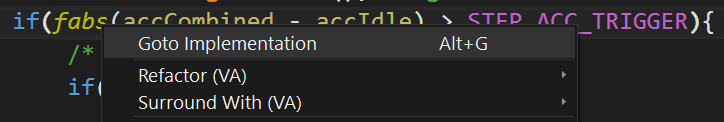 if(fabs(accCombined - accIdle) > STEP_ACC_TRIGGER){
Goto Implementation Alt+G
/*
Refactor (VA)
if(
Surround With (VA)